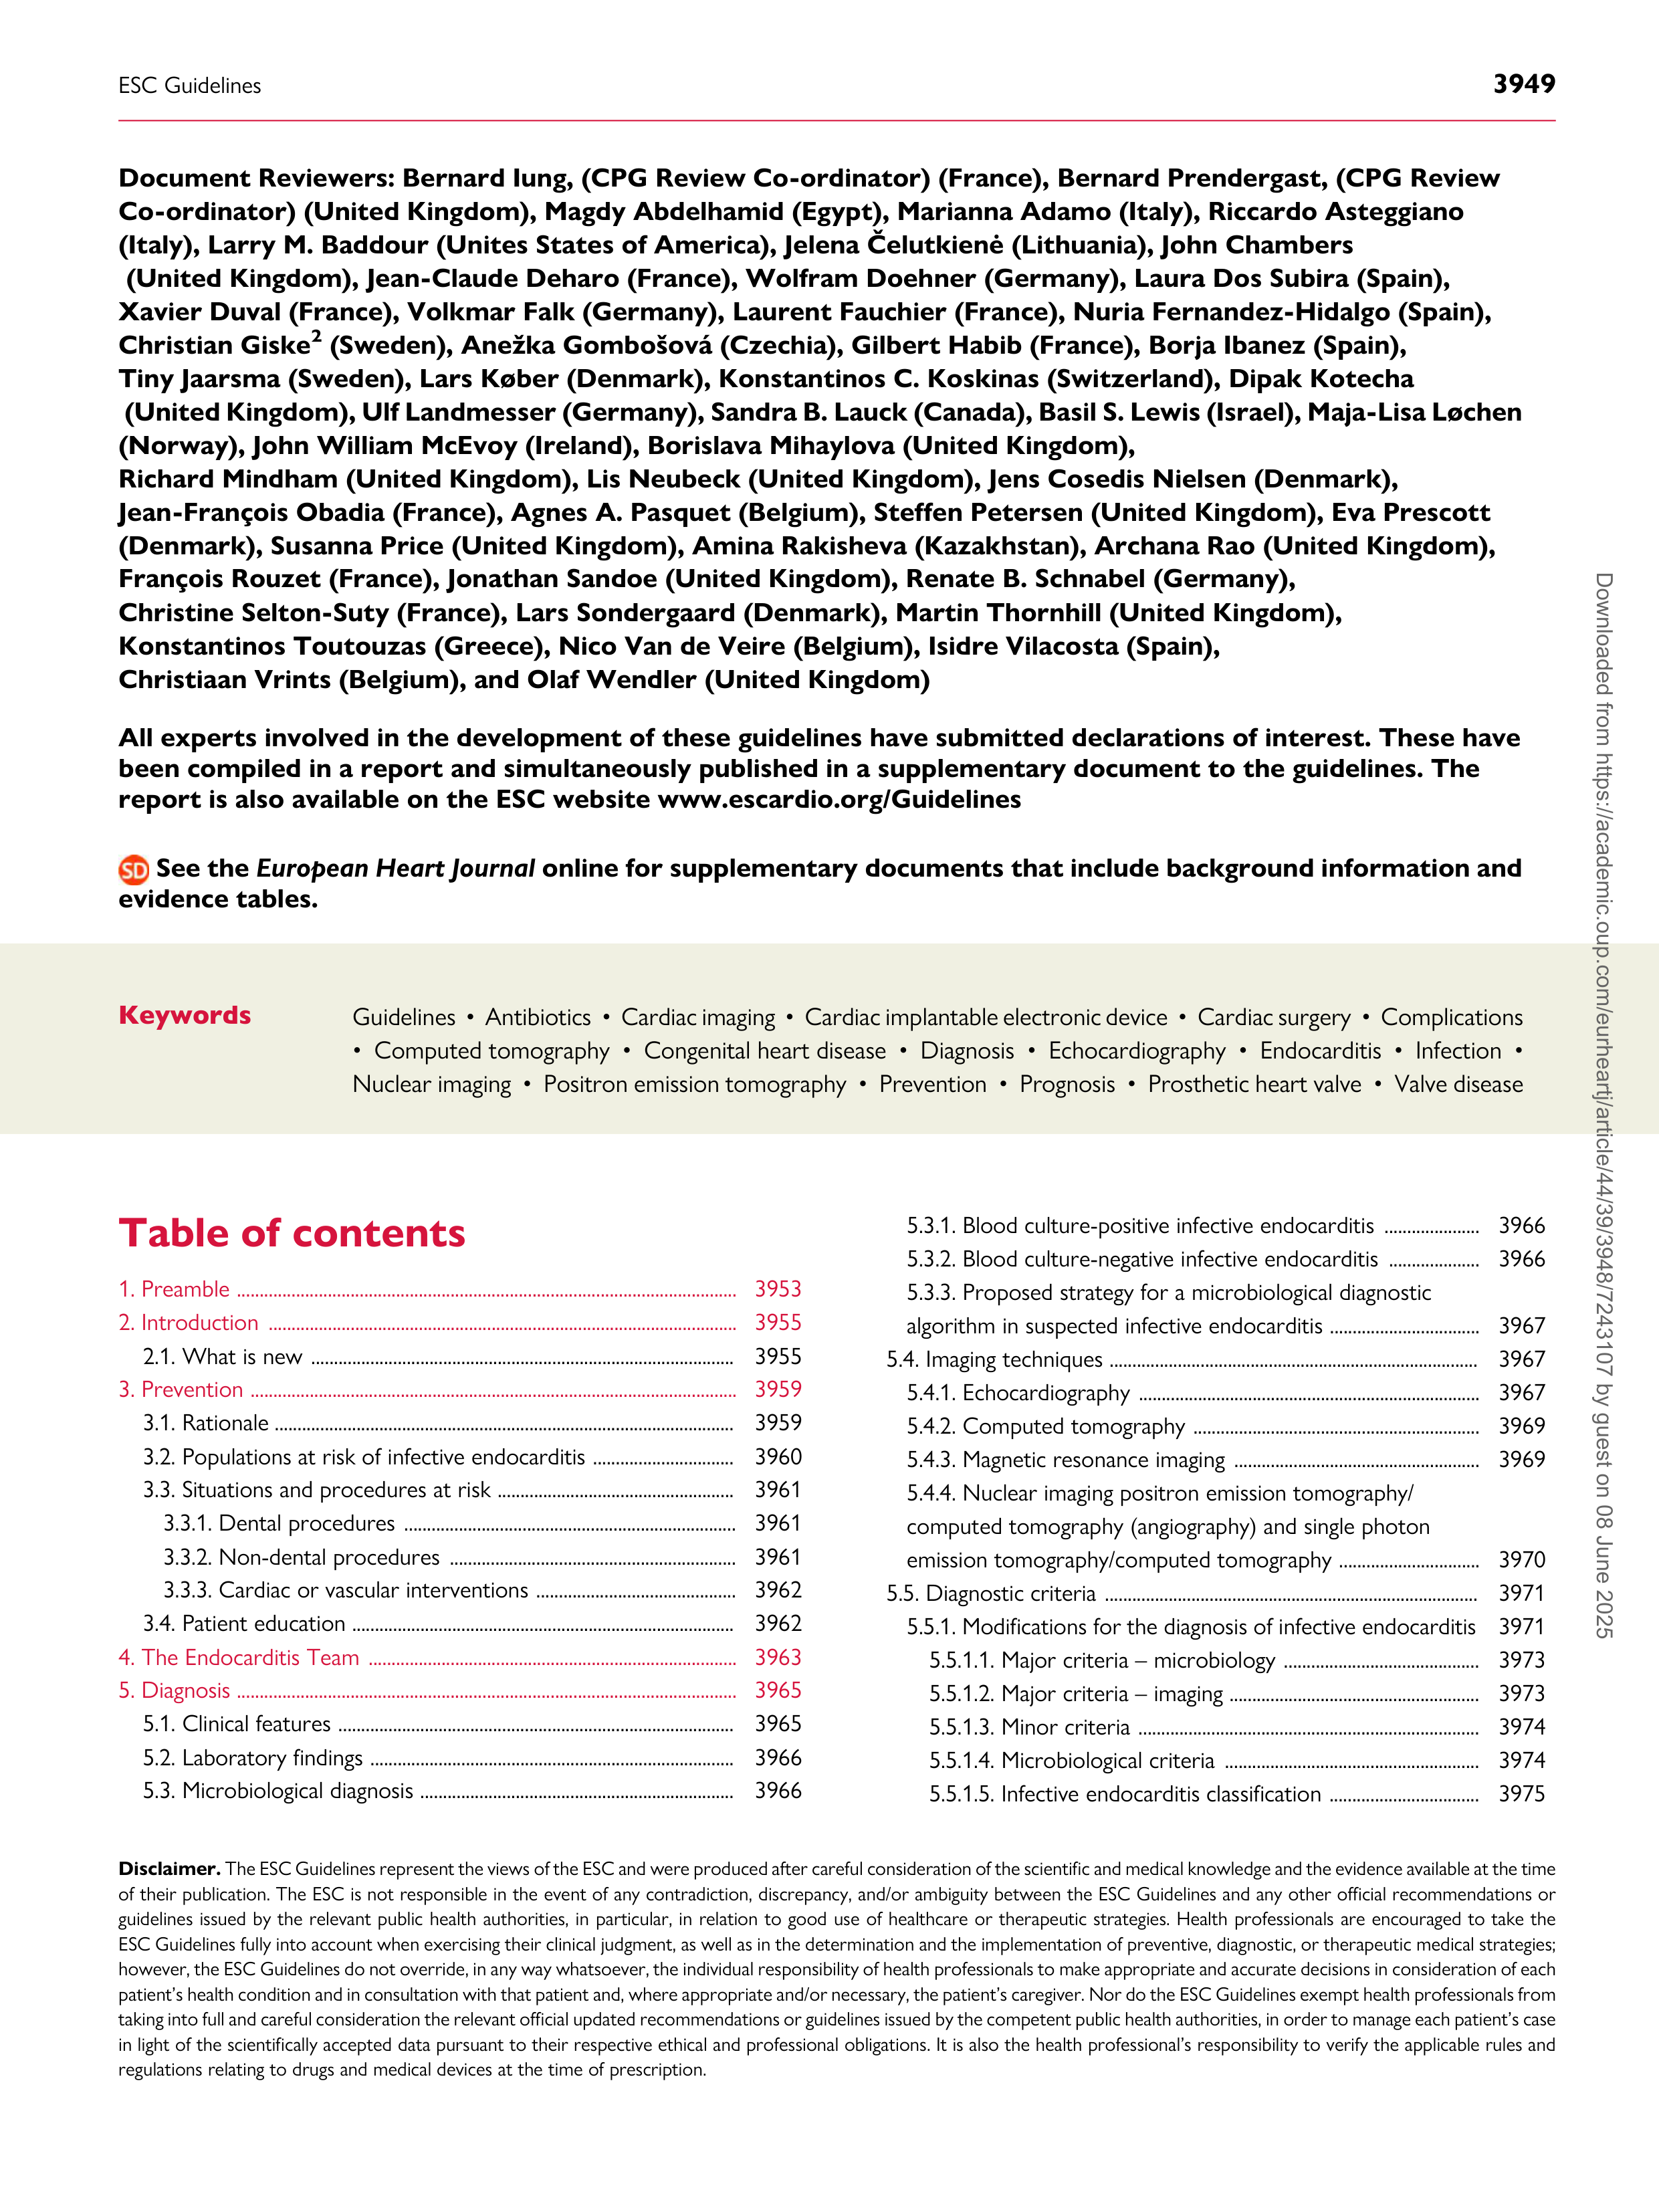 ESC Guidelines
3949
Document Reviewers: Bernard Iung, (CPG Review Co-ordinator) (France), Bernard Prendergast, (CPG Review
Co-ordinator) (United Kingdom), Magdy Abdelhamid (Egypt), Marianna Adamo (Italy), Riccardo Asteggiano
(Italy), Larry M. Baddour (Unites States of America), Jelena Čelutkienė (Lithuania), John Chambers
(United Kingdom), Jean-Claude Deharo (France), Wolfram Doehner (Germany), Laura Dos Subira (Spain),
Xavier Duval (France), Volkmar Falk (Germany), Laurent Fauchier (France), Nuria Fernandez-Hidalgo (Spain),
Christian Giske² (Sweden), Anežka Gombošová (Czechia), Gilbert Habib (France), Borja Ibanez (Spain),
Tiny Jaarsma (Sweden), Lars Køber (Denmark), Konstantinos C. Koskinas (Switzerland), Dipak Kotecha
(United Kingdom), Ulf Landmesser (Germany), Sandra B. Lauck (Canada), Basil S. Lewis (Israel), Maja-Lisa Løchen
(Norway), John William McEvoy (Ireland), Borislava Mihaylova (United Kingdom),
Richard Mindham (United Kingdom), Lis Neubeck (United Kingdom), Jens Cosedis Nielsen (Denmark),
Jean-François Obadia (France), Agnes A. Pasquet (Belgium), Steffen Petersen (United Kingdom), Eva Prescott
(Denmark), Susanna Price (United Kingdom), Amina Rakisheva (Kazakhstan), Archana Rao (United Kingdom),
François Rouzet (France), Jonathan Sandoe (United Kingdom), Renate B. Schnabel (Germany),
Christine Selton-Suty (France), Lars Sondergaard (Denmark), Martin Thornhill (United Kingdom),
Konstantinos Toutouzas (Greece), Nico Van de Veire (Belgium), Isidre Vilacosta (Spain),
Christiaan Vrints (Belgium), and Olaf Wendler (United Kingdom)
All experts involved in the development of these guidelines have submitted declarations of interest. These have
been compiled in a report and simultaneously published in a supplementary document to the guidelines. The
report is also available on the ESC website www.escardio.org/Guidelines
SD See the European Heart Journal online for supplementary documents that include background information and
evidence tables.
Keywords
Guidelines • Antibiotics • Cardiac imaging • Cardiac implantable electronic device • Cardiac surgery • Complications
• Computed tomography • Congenital heart disease • Diagnosis • Echocardiography • Endocarditis • Infection •
Nuclear imaging • Positron emission tomography • Prevention • Prognosis • Prosthetic heart valve • Valve disease
Table of contents
1. Preamble ..... 3953
2. Introduction ..... 3955
2.1. What is new ..... 3955
3. Prevention ..... 3959
3.1. Rationale ..... 3959
3.2. Populations at risk of infective endocarditis ..... 3960
3.3. Situations and procedures at risk ..... 3961
3.3.1. Dental procedures ..... 3961
3.3.2. Non-dental procedures ..... 3961
3.3.3. Cardiac or vascular interventions ..... 3962
3.4. Patient education ..... 3962
4. The Endocarditis Team ..... 3963
5. Diagnosis ..... 3965
5.1. Clinical features ..... 3965
5.2. Laboratory findings ..... 3966
5.3. Microbiological diagnosis ..... 3966
5.3.1. Blood culture-positive infective endocarditis ..... 3966
5.3.2. Blood culture-negative infective endocarditis ..... 3966
5.3.3. Proposed strategy for a microbiological diagnostic
algorithm in suspected infective endocarditis ..... 3967
5.4. Imaging techniques ..... 3967
5.4.1. Echocardiography ..... 3967
5.4.2. Computed tomography ..... 3969
5.4.3. Magnetic resonance imaging ..... 3969
5.4.4. Nuclear imaging positron emission tomography/
computed tomography (angiography) and single photon
emission tomography/computed tomography ..... 3970
5.5. Diagnostic criteria ..... 3971
5.5.1. Modifications for the diagnosis of infective endocarditis 3971
5.5.1.1. Major criteria – microbiology ..... 3973
5.5.1.2. Major criteria – imaging ..... 3973
5.5.1.3. Minor criteria ..... 3974
5.5.1.4. Microbiological criteria ..... 3974
5.5.1.5. Infective endocarditis classification ..... 3975
Disclaimer. The ESC Guidelines represent the views of the ESC and were produced after careful consideration of the scientific and medical knowledge and the evidence available at the time
of their publication. The ESC is not responsible in the event of any contradiction, discrepancy, and/or ambiguity between the ESC Guidelines and any other official recommendations or
guidelines issued by the relevant public health authorities, in particular, in relation to good use of healthcare or therapeutic strategies. Health professionals are encouraged to take the
ESC Guidelines fully into account when exercising their clinical judgment, as well as in the determination and the implementation of preventive, diagnostic, or therapeutic medical strategies;
however, the ESC Guidelines do not override, in any way whatsoever, the individual responsibility of health professionals to make appropriate and accurate decisions in consideration of each
patient's health condition and in consultation with that patient and, where appropriate and/or necessary, the patient's caregiver. Nor do the ESC Guidelines exempt health professionals from
taking into full and careful consideration the relevant official updated recommendations or guidelines issued by the competent public health authorities, in order to manage each patient's case
in light of the scientifically accepted data pursuant to their respective ethical and professional obligations. It is also the health professional's responsibility to verify the applicable rules and
regulations relating to drugs and medical devices at the time of prescription.
Downloaded from https://academic.oup.com/eurheartj/article/44/39/3948/7243107 by guest on 08 June 2025